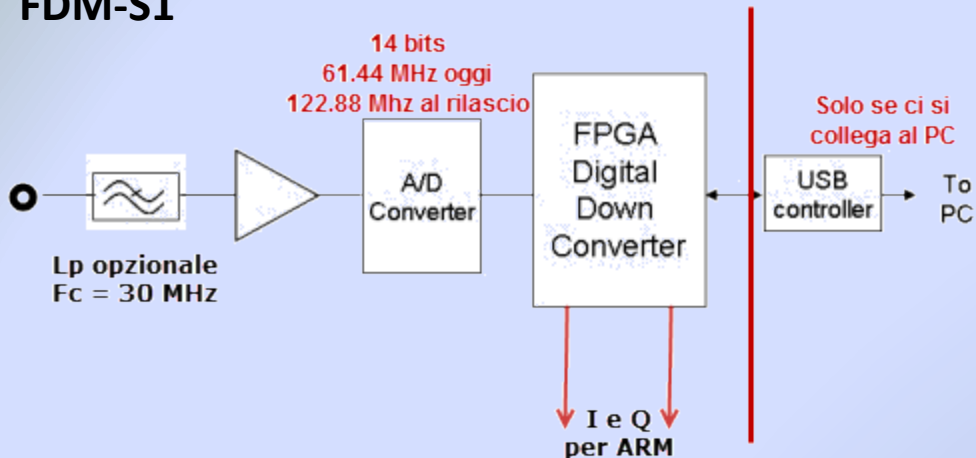 FDM-S1
14 bits
61.44 MHz oggi
122.88 Mhz al rilascio
Lp opzionale
Fc = 30 MHz
A/D
Converter
FPGA
Digital
Down
Converter
I e Q
per ARM
Solo se ci si
collega al PC
USB
controller
To
PC